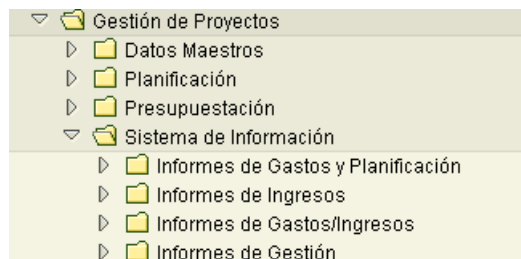 Gestión de Proyectos
Datos Maestros
Planificación
Presupuestación
Sistema de Información
Informes de Gastos y Planificación
Informes de Ingresos
Informes de Gastos/Ingresos
Informes de Gestión